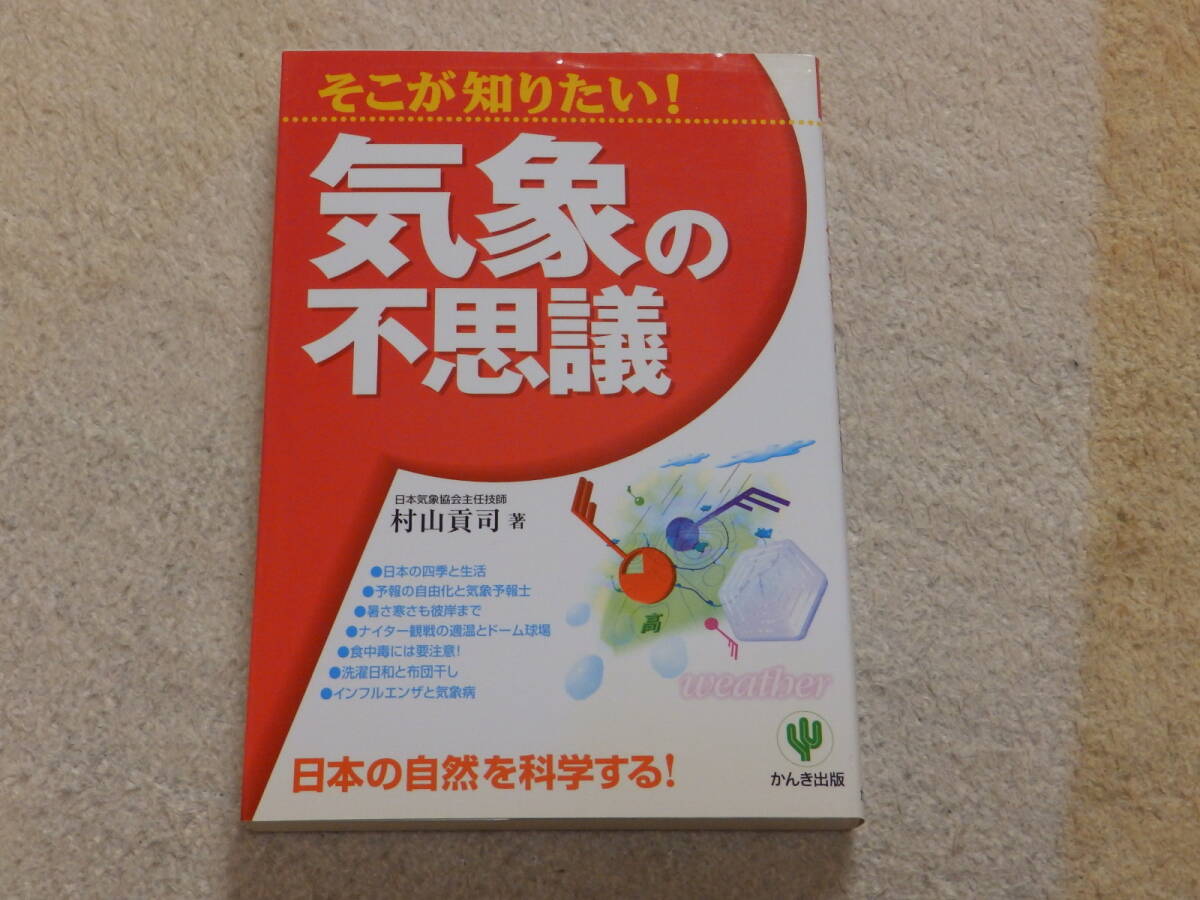 そこが知りたい!
気象の
不思議
日本気象協会主任技師
村山貢司 著
●日本の四季と生活
●予報の自由化と気象予報士
●暑さ寒さも彼岸まで
●ナイター観戦の適温とドーム球場
●食中毒には要注意!
●洗濯日和と布団干し
●インフルエンザと気象病
高
weather
日本の自然を科学する!
かんき出版